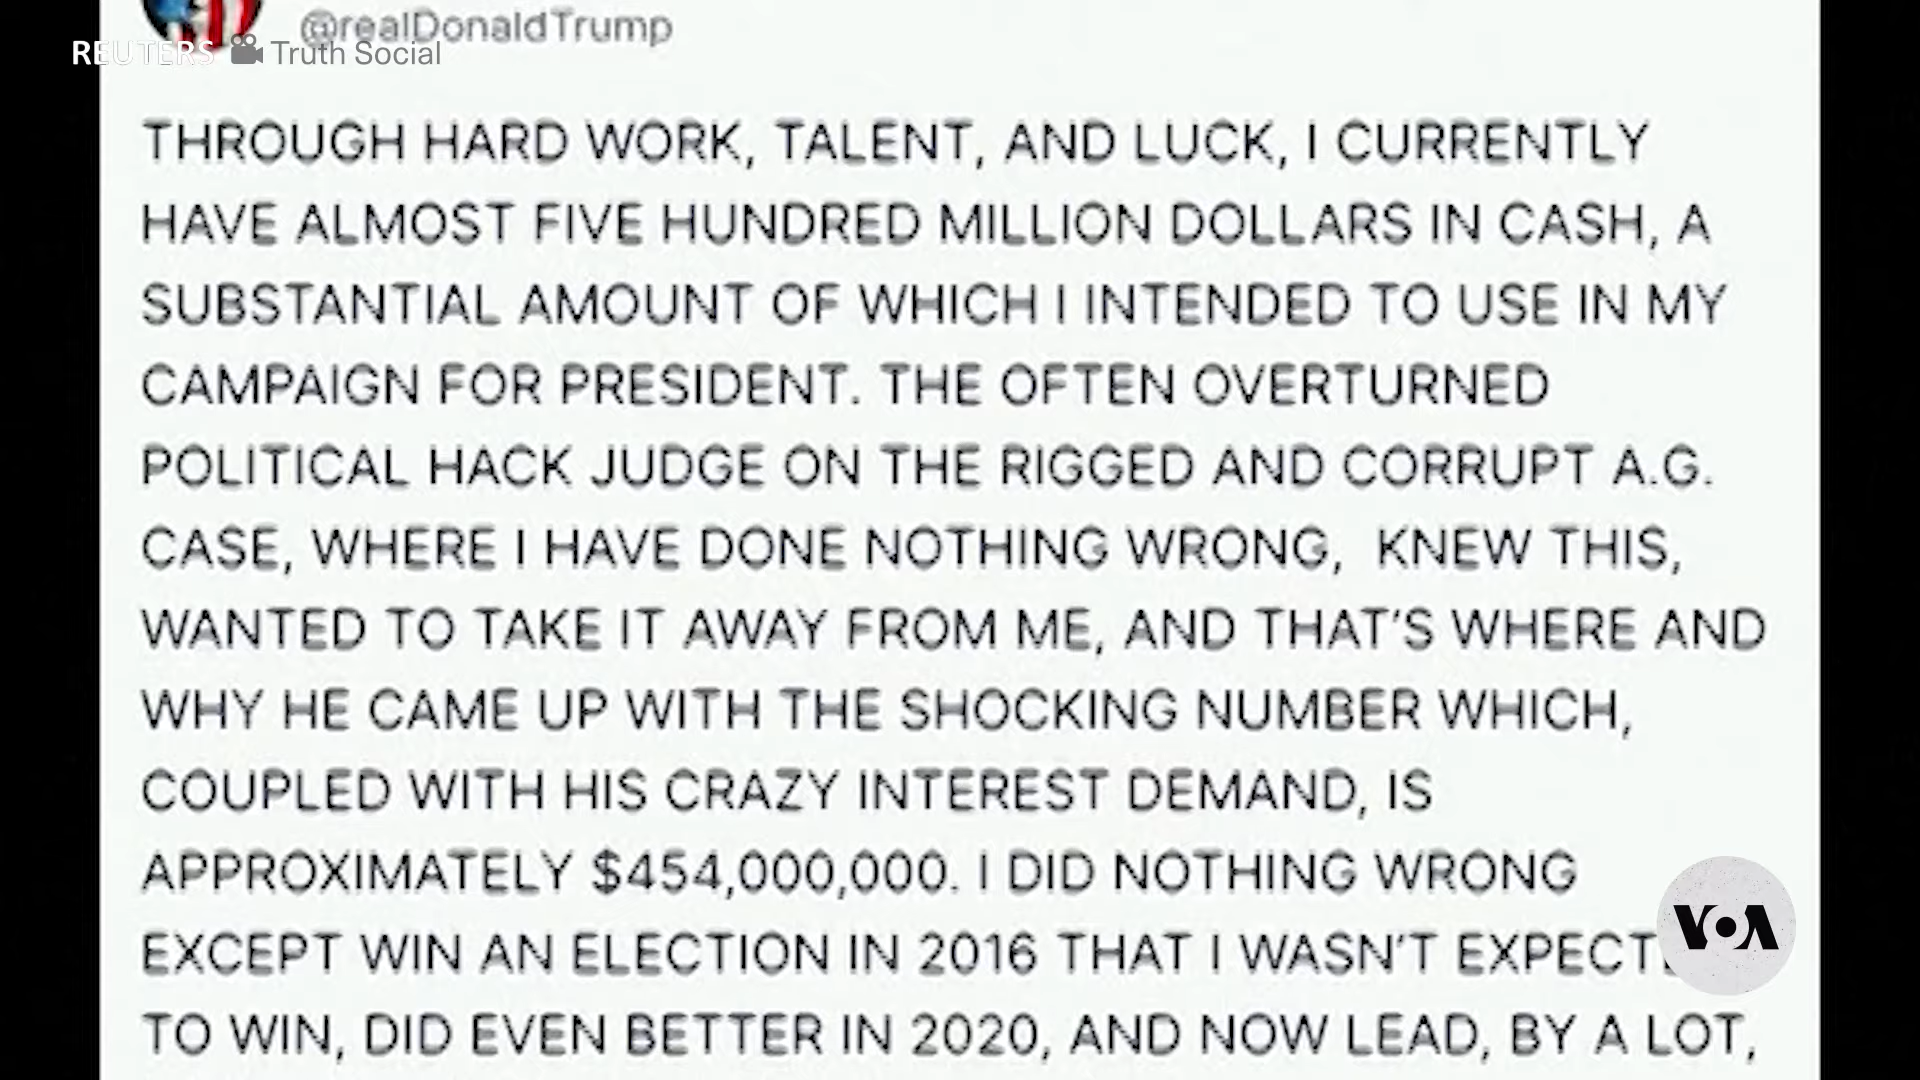 @realDonaldTrump
REUTERS Truth Social
THROUGH HARD WORK, TALENT, AND LUCK, I CURRENTLY
HAVE ALMOST FIVE HUNDRED MILLION DOLLARS IN CASH, A
SUBSTANTIAL AMOUNT OF WHICH I INTENDED TO USE IN MY
CAMPAIGN FOR PRESIDENT. THE OFTEN OVERTURNED
POLITICAL HACK JUDGE ON THE RIGGED AND CORRUPT A.G.
CASE, WHERE I HAVE DONE NOTHING WRONG,  KNEW THIS,
WANTED TO TAKE IT AWAY FROM ME, AND THAT'S WHERE AND
WHY HE CAME UP WITH THE SHOCKING NUMBER WHICH,
COUPLED WITH HIS CRAZY INTEREST DEMAND, IS
APPROXIMATELY $454,000,000. I DID NOTHING WRONG
EXCEPT WIN AN ELECTION IN 2016 THAT I WASN'T EXPECTE
VOA
TO WIN, DID EVEN BETTER IN 2020, AND NOW LEAD, BY A LOT,